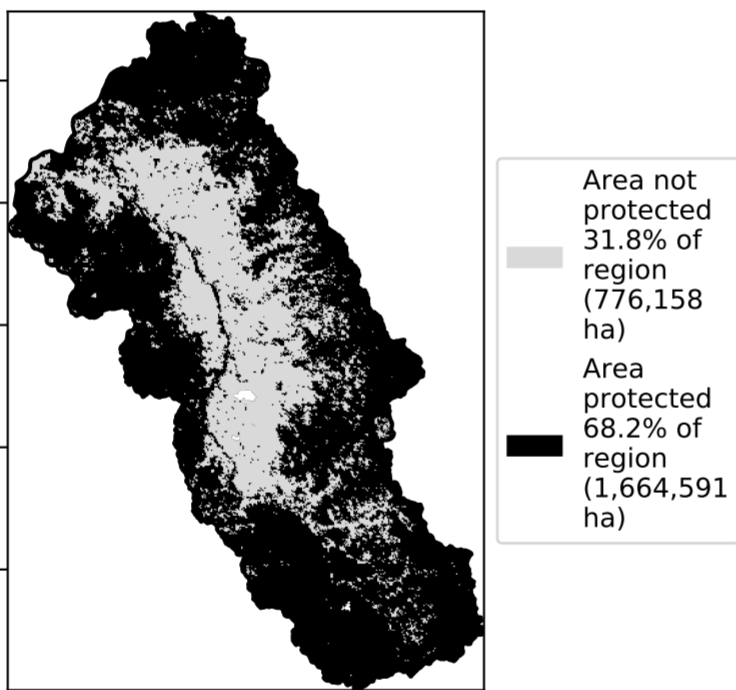 Area not
protected
31.8% of
region
(776,158
ha)
Area
protected
68.2% of
region
(1,664,591
ha)